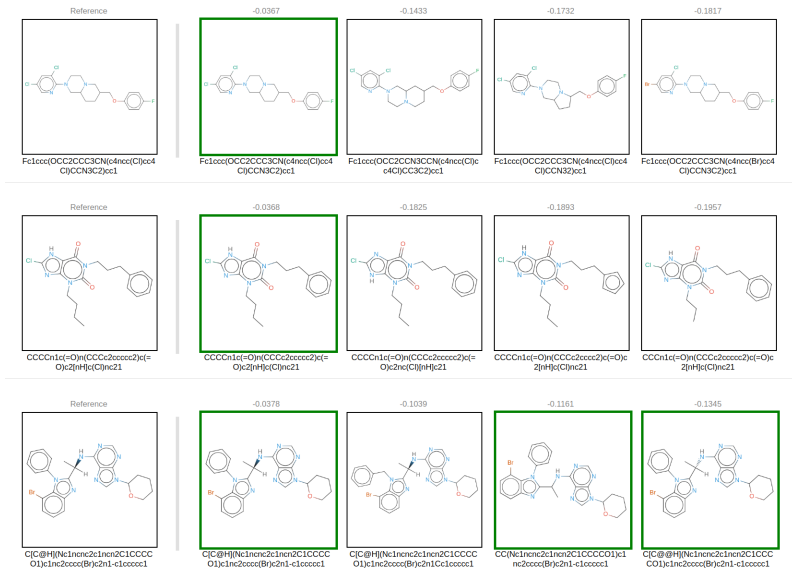 Reference -0.0367 -0.1433 -0.1732 -0.1817
Fc1ccc(OCC2CCC3CN(c4ncc(Cl)cc4 Fc1ccc(OCC2CCC3CN(c4ncc(Cl)cc4 Fc1ccc(OCC2CCN3CCN(c4ncc(Cl)c Fc1ccc(OCC2CCC3CN(c4ncc(Cl)cc4 Fc1ccc(OCC2CCC3CN(c4ncc(Br)cc4
Cl)CCN3C2)cc1 Cl)CCN3C2)cc1 c4Cl)CC3C2)cc1 Cl)CCN32)cc1 Cl)CCN3C2)cc1
Reference -0.0368 -0.1825 -0.1893 -0.1957
CCCCn1c(=O)n(CCCc2ccccc2)c(= CCCCn1c(=O)n(CCCc2ccccc2)c(= CCCCn1c(=O)n(CCCc2ccccc2)c(= CCCCn1c(=O)n(CCCc2cccc2)c(=O)c CCCn1c(=O)n(CCCc2ccccc2)c(=O)c
O)c2[nH]c(Cl)nc21 O)c2[nH]c(Cl)nc21 O)c2nc(Cl)[nH]c21 2[nH]c(Cl)nc21 2[nH]c(Cl)nc21
Reference -0.0378 -0.1039 -0.1161 -0.1345
C[C@H](Nc1ncnc2c1ncn2C1CCCC C[C@H](Nc1ncnc2c1ncn2C1CCCC C[C@H](Nc1ncnc2c1ncn2C1CCCCC CC(Nc1ncnc2c1ncn2C1CCCCO1)c1 C[C@@H](Nc1ncnc2c1ncn2C1CCC
O1)c1nc2cccc(Br)c2n1-c1ccccc1 O1)c1nc2cccc(Br)c2n1-c1ccccc1 O1)c1nc2cccc(Br)c2n1Cc1ccccc1 nc2cccc(Br)c2n1-c1ccccc1 CO1)c1nc2cccc(Br)c2n1-c1ccccc1